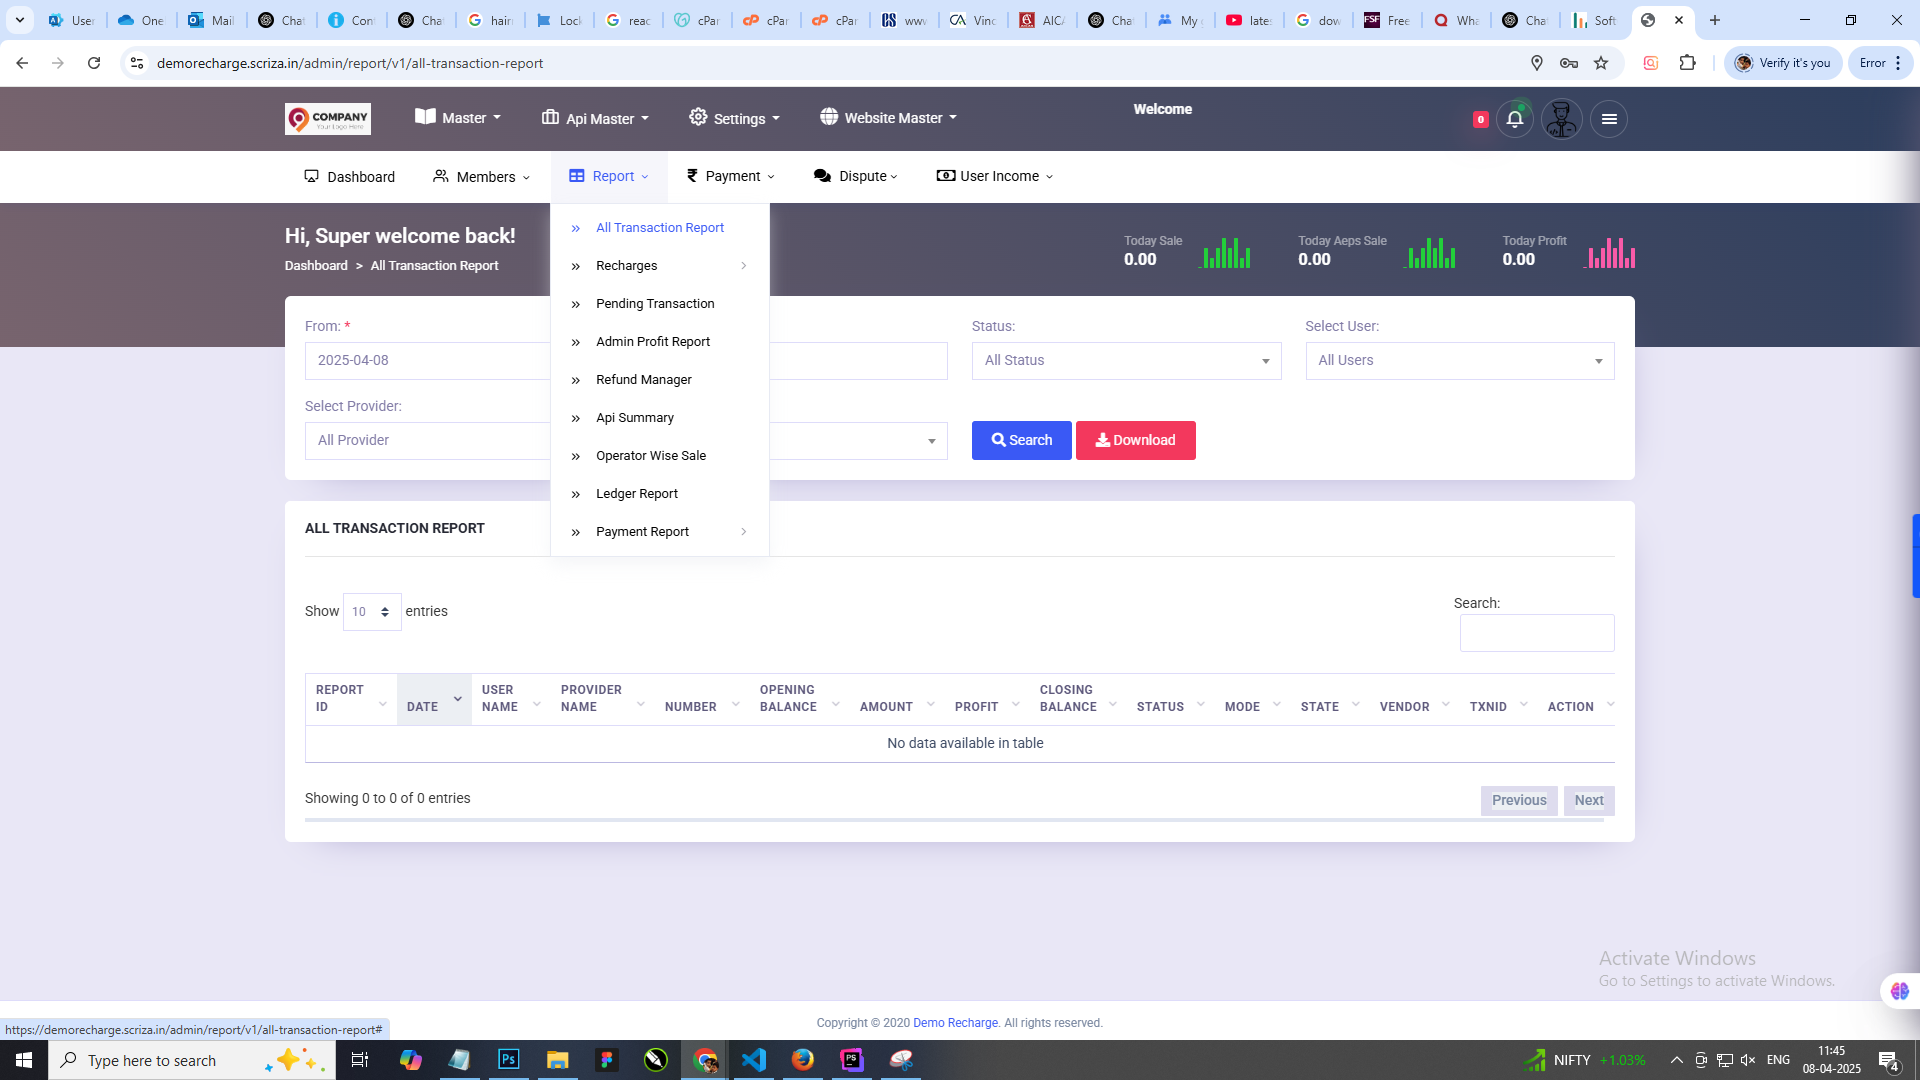 User
One
Mail
Chat
Con
Chat
hair
Lock
reac
cPar
cPar
cPar
www
Vinc
AICA
Chat
My c
late
dow
Free
Wha
Chat
Soft
demorecharge.scriza.in/admin/report/v1/all-transaction-report
Verify it's you
Error
COMPANY
Your Logo Here
Master
Api Master
Settings
Website Master
Welcome
0
Dashboard
Members
Report
Payment
Dispute
User Income
Hi, Super welcome back!
Dashboard > All Transaction Report
Today Sale
0.00
Today Aeps Sale
0.00
Today Profit
0.00
» All Transaction Report
» Recharges
» Pending Transaction
» Admin Profit Report
» Refund Manager
» Api Summary
» Operator Wise Sale
» Ledger Report
» Payment Report
From: *
2025-04-08
Status:
All Status
Select User:
All Users
Select Provider:
All Provider
Search
Download
ALL TRANSACTION REPORT
Show 10 entries
Search:
REPORT ID
DATE
USER NAME
PROVIDER NAME
NUMBER
OPENING BALANCE
AMOUNT
PROFIT
CLOSING BALANCE
STATUS
MODE
STATE
VENDOR
TXNID
ACTION
No data available in table
Showing 0 to 0 of 0 entries
Previous
Next
Activate Windows
Go to Settings to activate Windows.
https://demorecharge.scriza.in/admin/report/v1/all-transaction-report#
Copyright © 2020 Demo Recharge. All rights reserved.
Type here to search
NIFTY +1.03%
ENG
11:45
08-04-2025
4